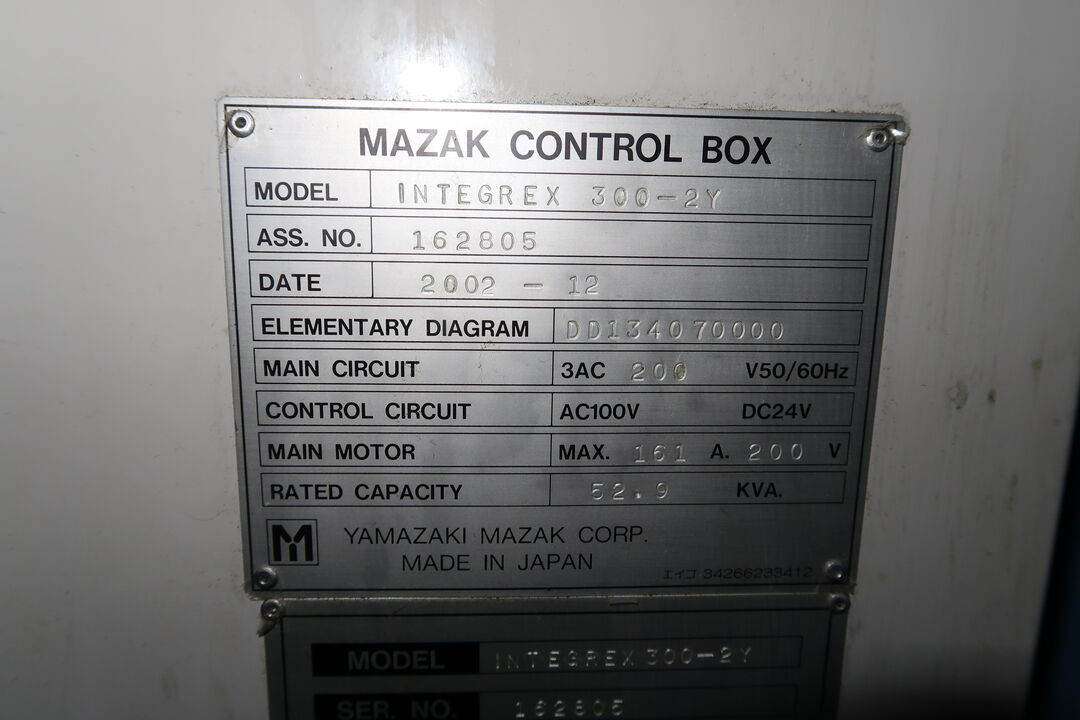 MAZAK CONTROL BOX
MODEL INTEGREX 300-2Y
ASS. NO. 162805
DATE 2002 - 12
ELEMENTARY DIAGRAM DD134070000
MAIN CIRCUIT 3AC 200 V50/60Hz
CONTROL CIRCUIT AC100V DC24V
MAIN MOTOR MAX. 161 A. 200 V
RATED CAPACITY 52.9 KVA.
M YAMAZAKI MAZAK CORP.
MADE IN JAPAN
エイコ 34266233412
MODEL INTEGREX 300-2Y
SER. NO. 162805